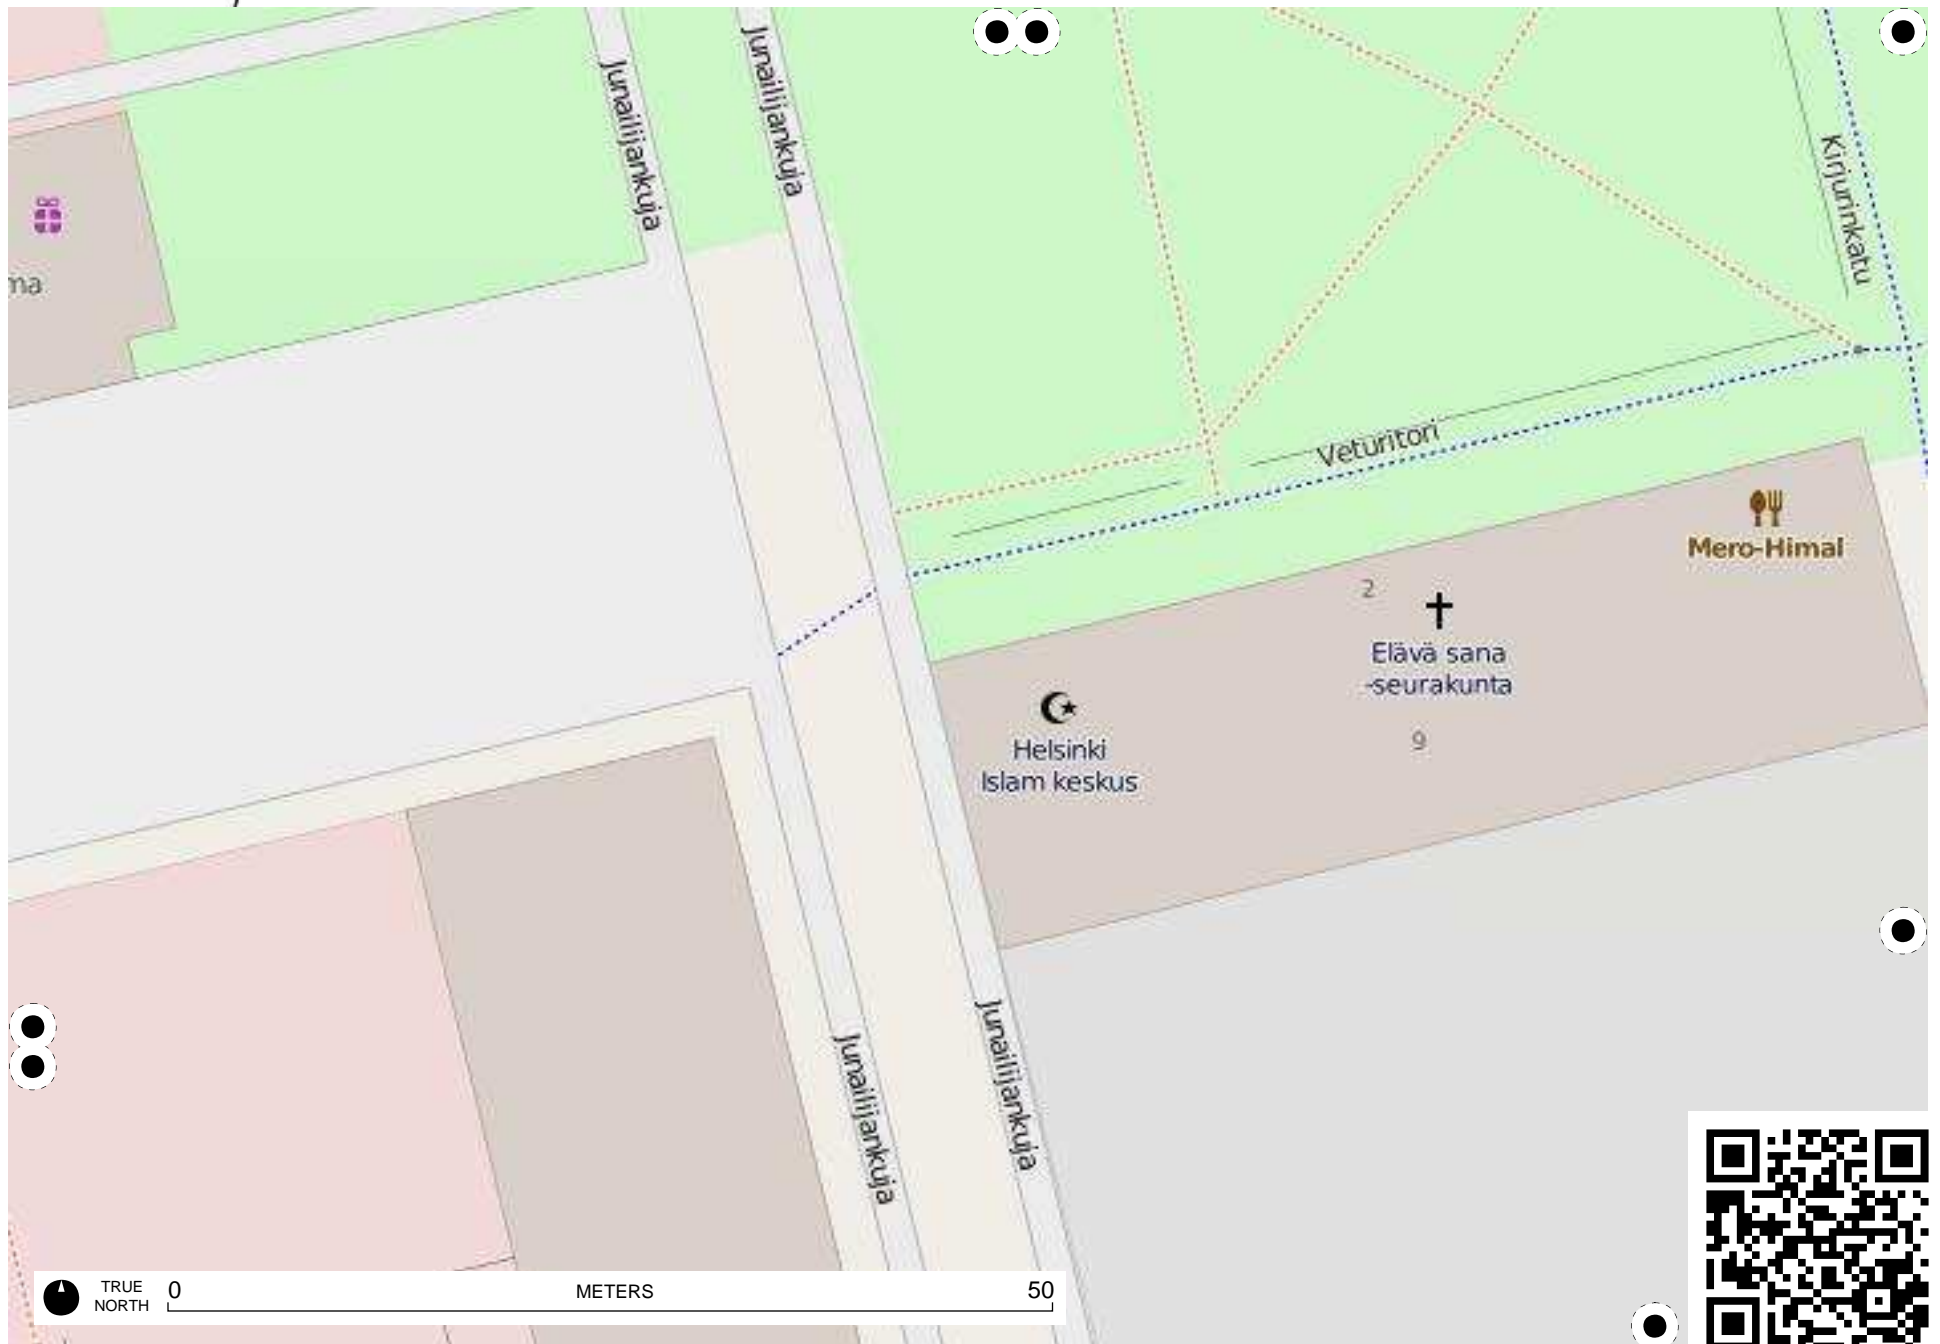 Junailijankuja
Junailijankuja
Kirjurinkatu
ma
Veturitori
Mero-Himal
2
Elävä sana
-seurakunta
Helsinki
Islam keskus
9
Junailijankuja
Junailijankuja
TRUE
NORTH
0
METERS
50